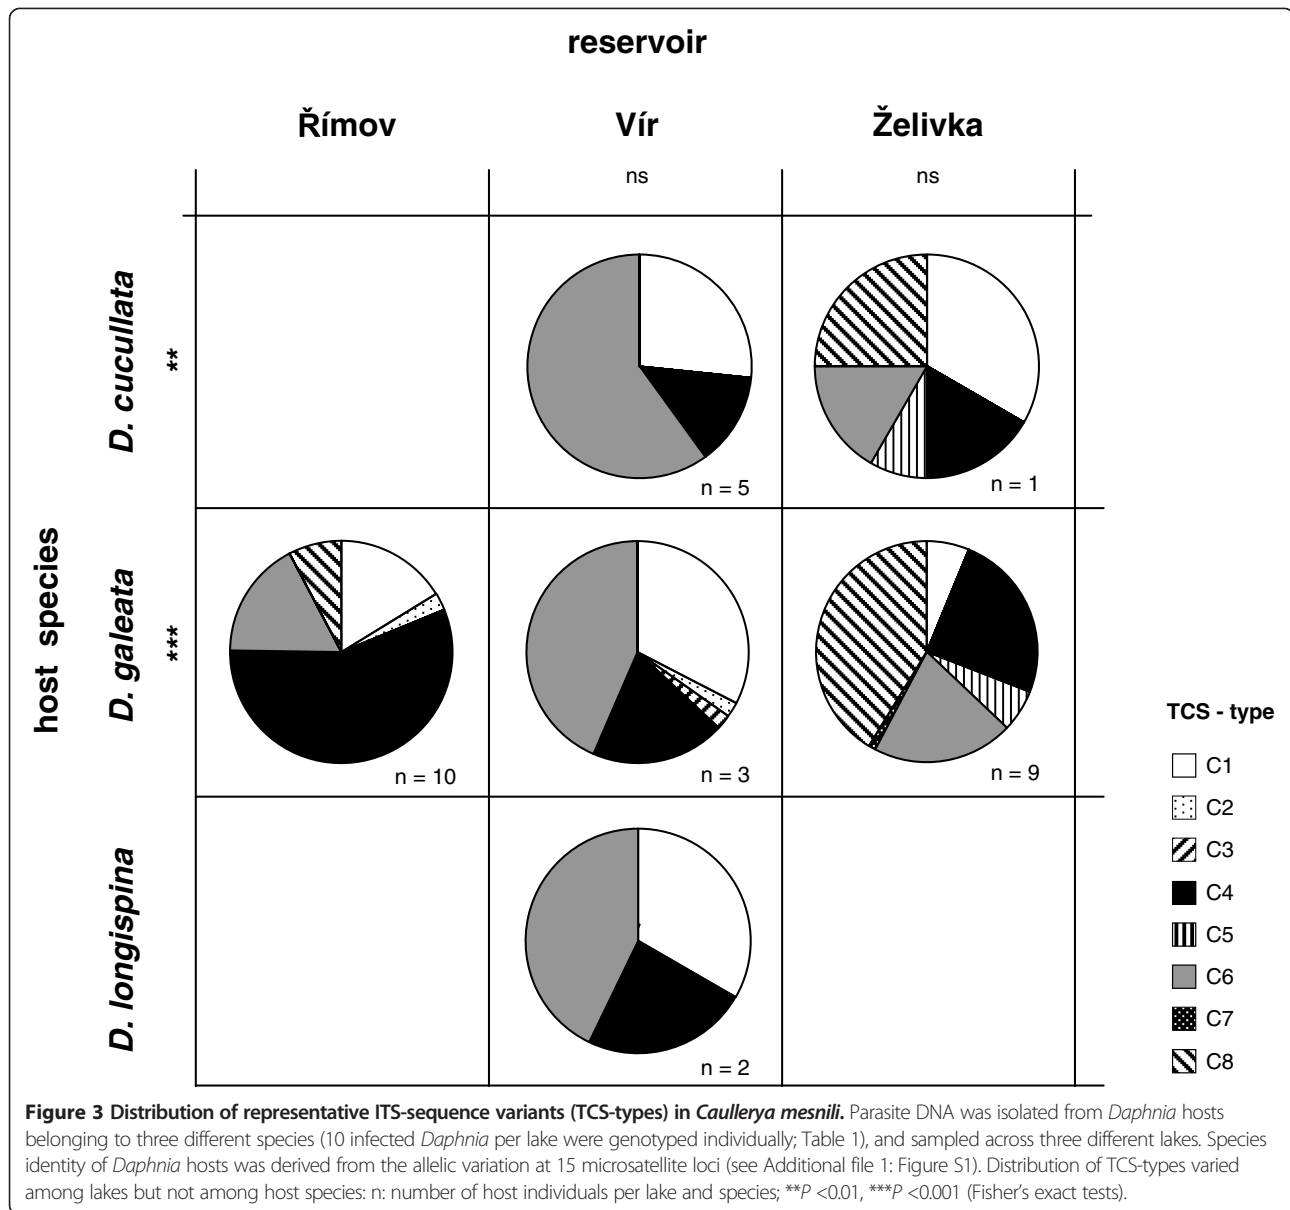 reservoir
Římov
Vír
Želivka
ns
ns
host species
D. cucullata
**
n = 5
n = 1
D. galeata
***
n = 10
n = 3
n = 9
D. longispina
n = 2
TCS - type
C1
C2
C3
C4
C5
C6
C7
C8
Figure 3 Distribution of representative ITS-sequence variants (TCS-types) in Caullerya mesnili. Parasite DNA was isolated from Daphnia hosts
belonging to three different species (10 infected Daphnia per lake were genotyped individually; Table 1), and sampled across three different lakes. Species
identity of Daphnia hosts was derived from the allelic variation at 15 microsatellite loci (see Additional file 1: Figure S1). Distribution of TCS-types varied
among lakes but not among host species: n: number of host individuals per lake and species; **P <0.01, ***P <0.001 (Fisher's exact tests).